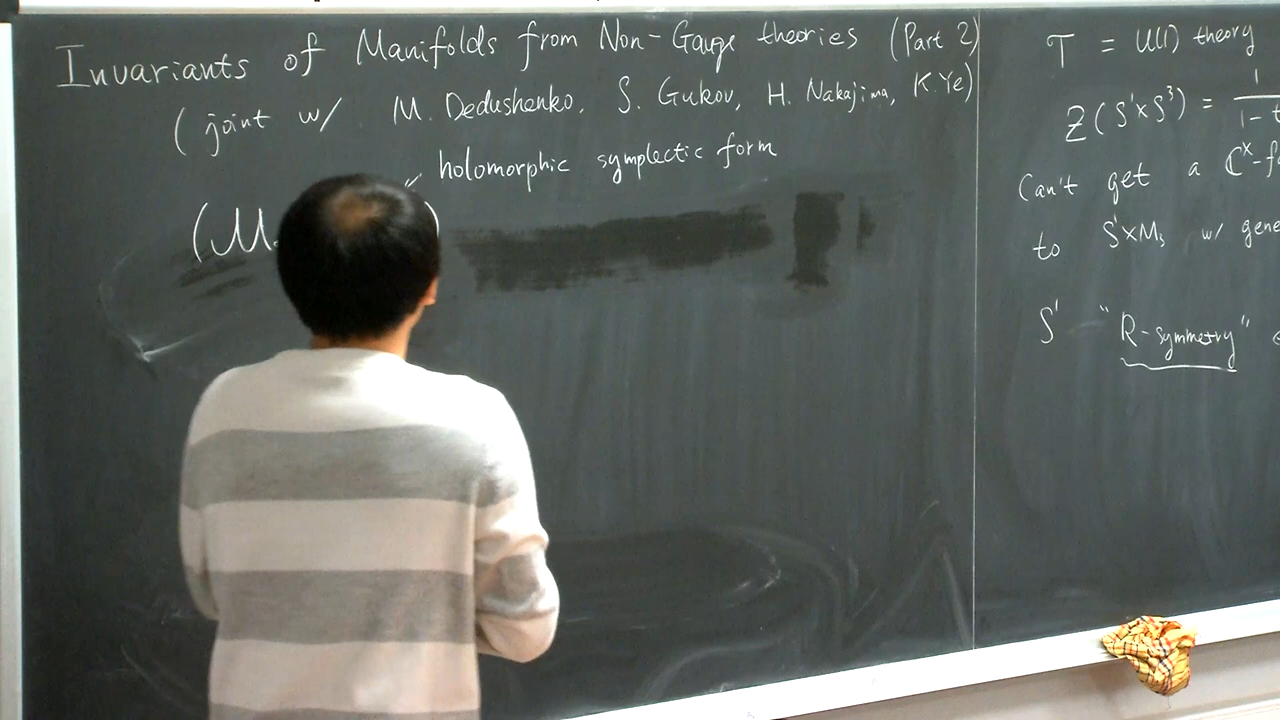 Invariants of Manifolds from Non-Gauge theories (Part 2)
(joint w/ M. Dedushenko, S. Gukov, H. Nakajima, K. Ye)
holomorphic symplectic form
(M. )
T = U(1) theory
Z(S¹×S³) = 1/1-t
Can't get a ℂˣ-f
to S¹×M₃ w/ gene
S¹ "R-symmetry"